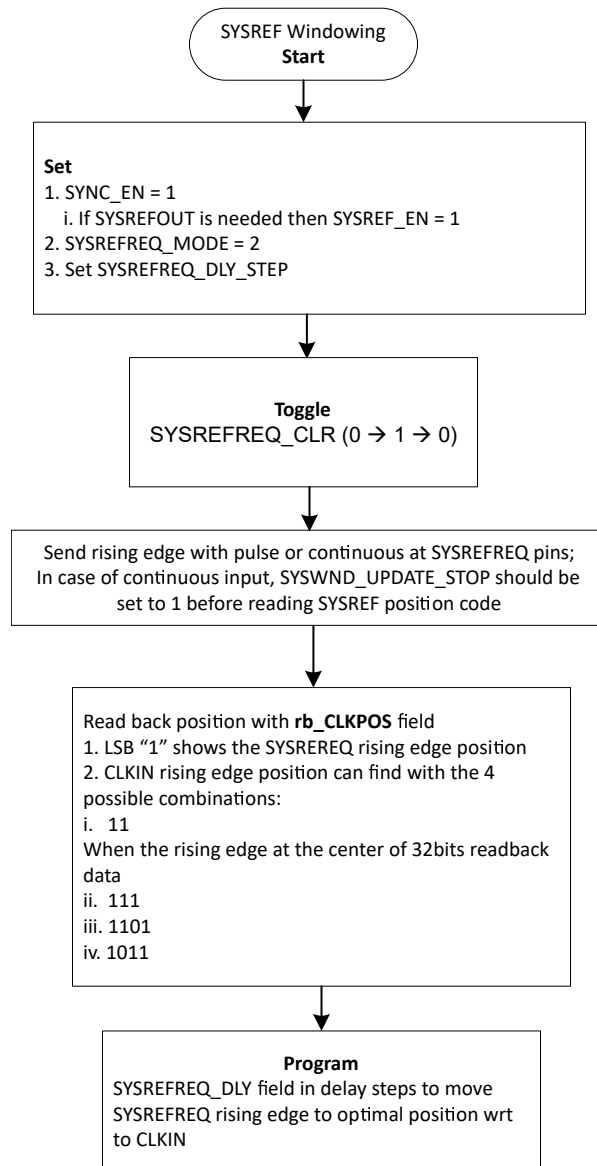 SYSREF Windowing
Start
Set
1. SYNC_EN = 1
i. If SYSREFOUT is needed then SYSREF_EN = 1
2. SYSREFREQ_MODE = 2
3. Set SYSREFREQ_DLY_STEP
Toggle
SYSREFREQ_CLR (0 → 1 → 0)
Send rising edge with pulse or continuous at SYSREFREQ pins;
In case of continuous input, SYSWND_UPDATE_STOP should be
set to 1 before reading SYSREF position code
Read back position with rb_CLKPOS field
1. LSB “1” shows the SYSREREQ rising edge position
2. CLKIN rising edge position can find with the 4
possible combinations:
i. 11
When the rising edge at the center of 32bits readback
data
ii. 111
iii. 1101
iv. 1011
Program
SYSREFREQ_DLY field in delay steps to move
SYSREFREQ rising edge to optimal position wrt
to CLKIN